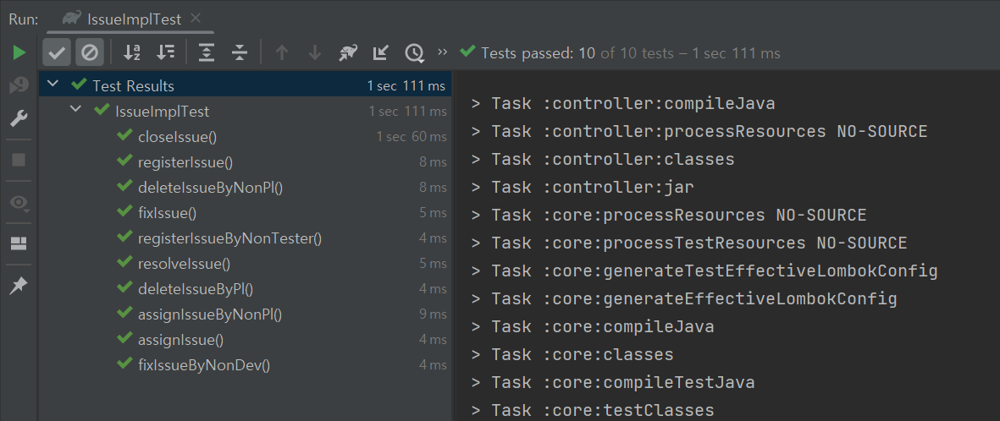 Run: IssueImplTest
Tests passed: 10 of 10 tests – 1 sec 111 ms
Test Results 1 sec 111 ms
IssueImplTest 1 sec 111 ms
closeIssue() 1 sec 60 ms
registerIssue() 8 ms
deleteIssueByNonPl() 8 ms
fixIssue() 5 ms
registerIssueByNonTester() 4 ms
resolveIssue() 5 ms
deleteIssueByPl() 4 ms
assignIssueByNonPl() 9 ms
assignIssue() 4 ms
fixIssueByNonDev() 4 ms
> Task :controller:compileJava
> Task :controller:processResources NO-SOURCE
> Task :controller:classes
> Task :controller:jar
> Task :core:processResources NO-SOURCE
> Task :core:processTestResources NO-SOURCE
> Task :core:generateTestEffectiveLombokConfig
> Task :core:generateEffectiveLombokConfig
> Task :core:compileJava
> Task :core:classes
> Task :core:compileTestJava
> Task :core:testClasses